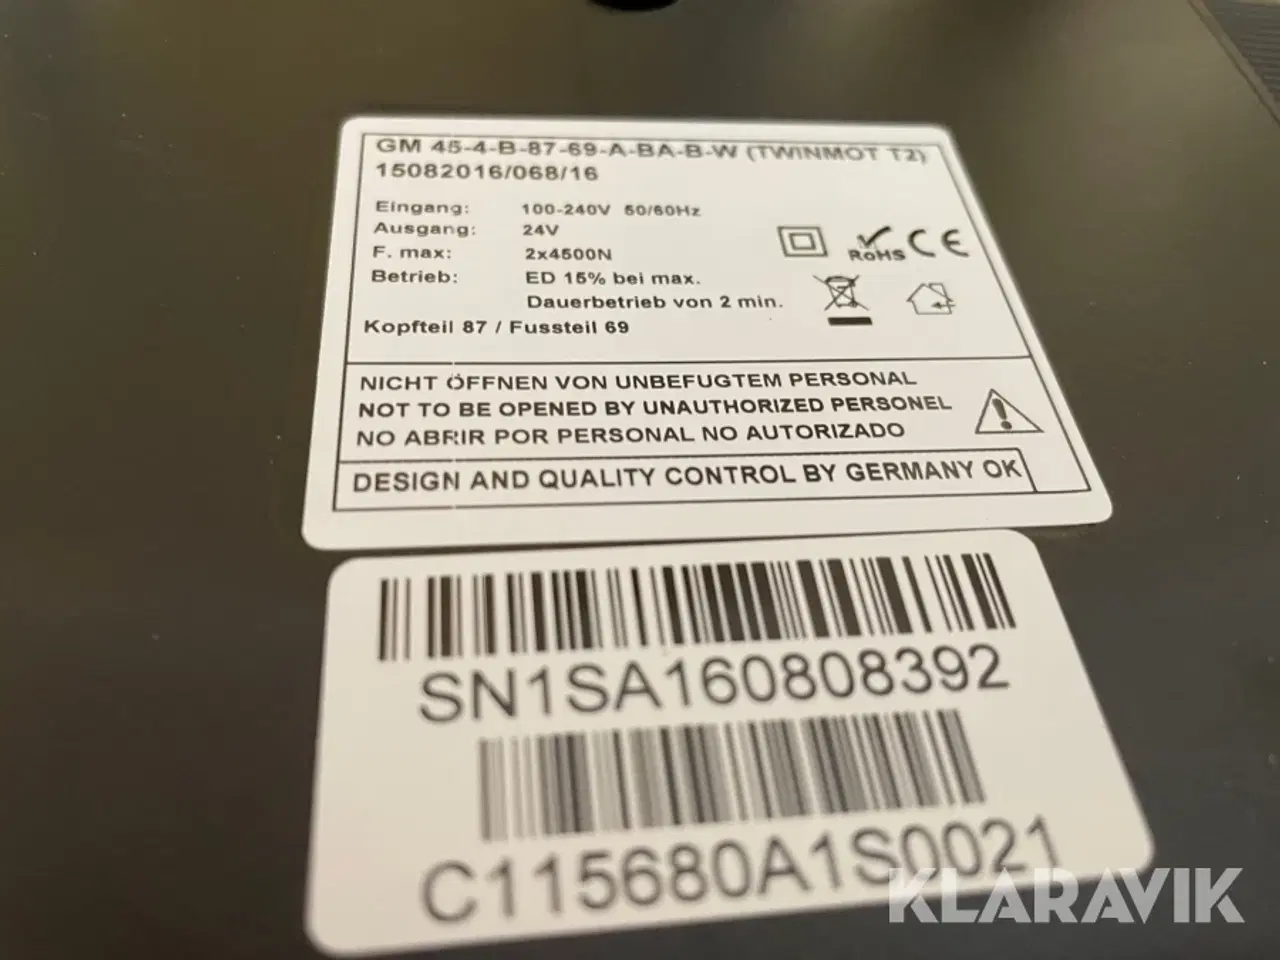 GM 45-4-B-87-69-A-BA-B-W (TWINMOT T2)
15082016/068/16
Eingang: 100-240V 50/60Hz
Ausgang: 24V
F. max: 2x4500N
Betrieb: ED 15% bei max.
Dauerbetrieb von 2 min.
Kopfteil 87 / Fussteil 69
RoHS CE
NICHT ÖFFNEN VON UNBEFUGTEM PERSONAL
NOT TO BE OPENED BY UNAUTHORIZED PERSONEL
NO ABRIR POR PERSONAL NO AUTORIZADO
DESIGN AND QUALITY CONTROL BY GERMANY OK
SN1SA160808392
C115680A1S0021
KLARAVIK